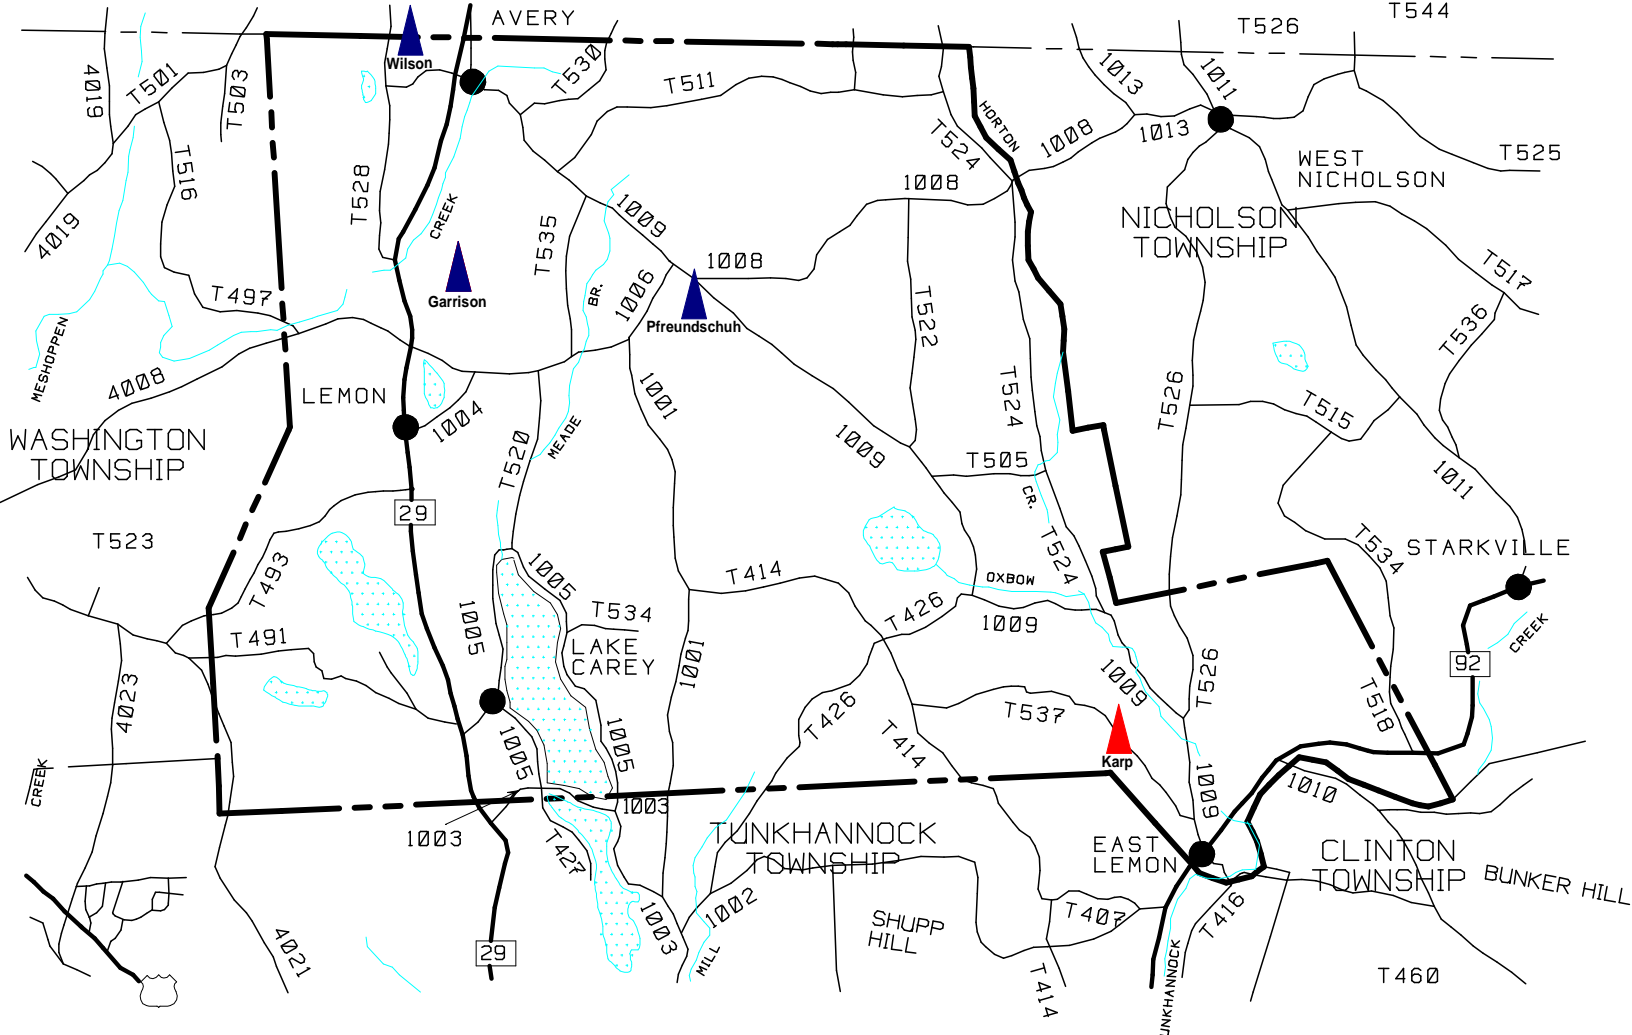 AVERY
T526
T544
Wilson
4019
T501
T503
T530
T511
1013
1011
HORTON
T524
1008
1013
T525
WEST
NICHOLSON
T516
T528
CREEK
1009
1008
NICHOLSON
TOWNSHIP
4019
T535
1008
T517
T497
Garrison
BR.
1006
Pfreundschuh
T522
T536
MESHOPPEN
4008
LEMON
1004
1001
T524
T526
T515
WASHINGTON
TOWNSHIP
T520
MEADE
1009
T505
1011
CR.
29
T523
T493
1005
T414
T524
OXBOW
T534
STARKVILLE
T491
1005
T534
T426
1009
LAKE
CAREY
1001
CREEK
92
4023
T526
1009
T518
T537
T426
1005
1005
T414
Karp
CREEK
1003
1009
1010
1003
T427
TUNKHANNOCK
TOWNSHIP
EAST
LEMON
CLINTON
TOWNSHIP
BUNKER HILL
1002
T407
T416
SHUPP
HILL
1003
4021
29
MILL
T414
UNKHANNOCK
T460